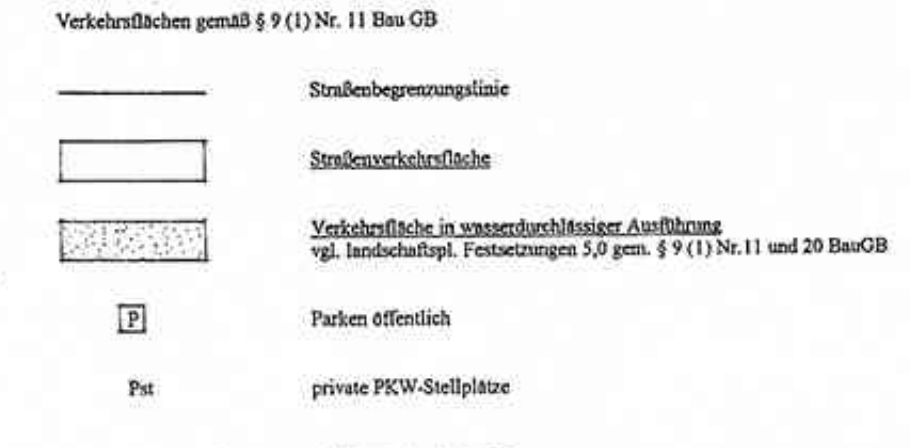 Verkehrsflächen gemäß § 9 (1) Nr. 11 Bau GB
Straßenbegrenzungslinie
Straßenverkehrsfläche
Verkehrsfläche in wasserdurchlässiger Ausführung
vgl. landschaftspl. Festsetzungen 5,0 gem. § 9 (1) Nr.11 und 20 BauGB
P Parken öffentlich
Pst private PKW-Stellplätze